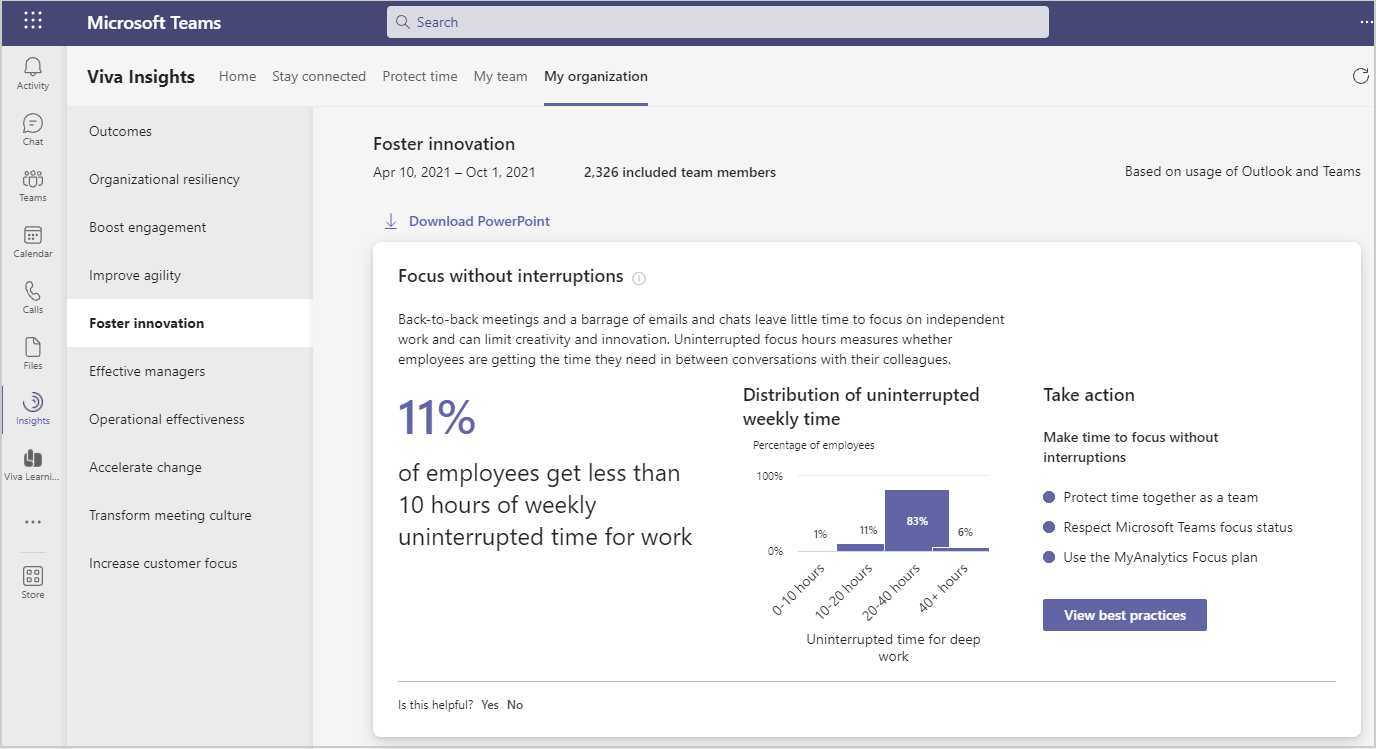 Microsoft Teams
Search
Activity
Chat
Teams
Calendar
Calls
Files
Insights
Viva Learni...
Store
Viva Insights
Home
Stay connected
Protect time
My team
My organization
Outcomes
Organizational resiliency
Boost engagement
Improve agility
Foster innovation
Effective managers
Operational effectiveness
Accelerate change
Transform meeting culture
Increase customer focus
Foster innovation
Apr 10, 2021 – Oct 1, 2021
2,326 included team members
Based on usage of Outlook and Teams
Download PowerPoint
Focus without interruptions
Back-to-back meetings and a barrage of emails and chats leave little time to focus on independent
work and can limit creativity and innovation. Uninterrupted focus hours measures whether
employees are getting the time they need in between conversations with their colleagues.
11%
of employees get less than
10 hours of weekly
uninterrupted time for work
Distribution of uninterrupted
weekly time
Percentage of employees
100%
0%
1%
11%
83%
6%
0-10 hours
10-20 hours
20-40 hours
40+ hours
Uninterrupted time for deep
work
Take action
Make time to focus without
interruptions
Protect time together as a team
Respect Microsoft Teams focus status
Use the MyAnalytics Focus plan
View best practices
Is this helpful? Yes No